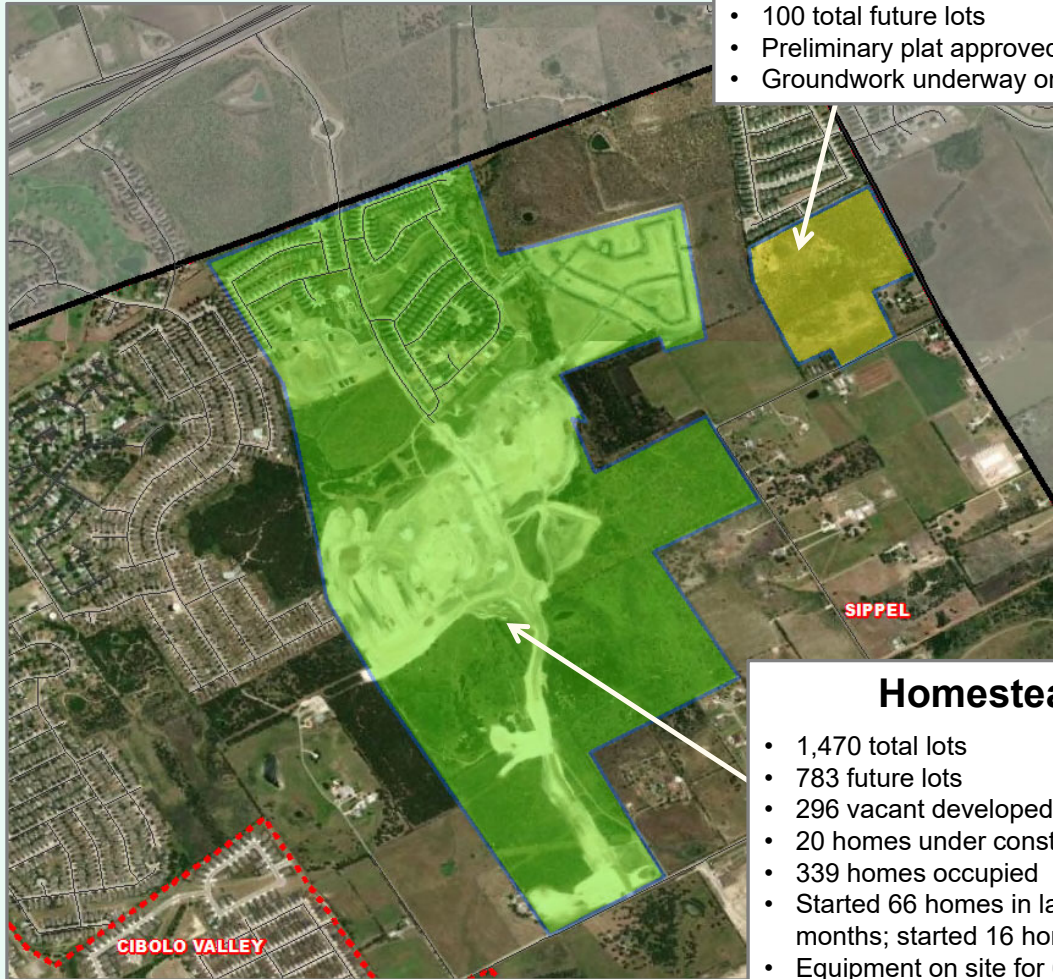 • 100 total future lots
• Preliminary plat approved
• Groundwork underway
SIPPEL
Homestea
• 1,470 total lots
• 783 future lots
• 296 vacant developed
• 20 homes under const
• 339 homes occupied
• Started 66 homes in la
months; started 16 hom
• Equipment on site for
CIBOLO VALLEY